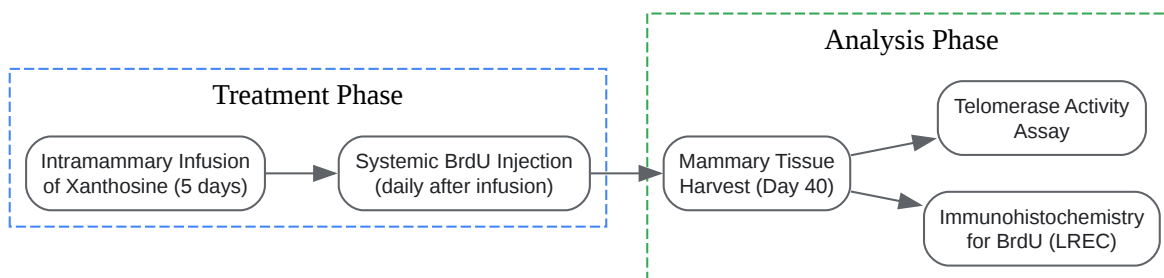 Treatment Phase
Intramammary Infusion
of Xanthosine (5 days)
Systemic BrdU Injection
(daily after infusion)
Analysis Phase
Mammary Tissue
Harvest (Day 40)
Telomerase Activity
Assay
Immunohistochemistry
for BrdU (LREC)